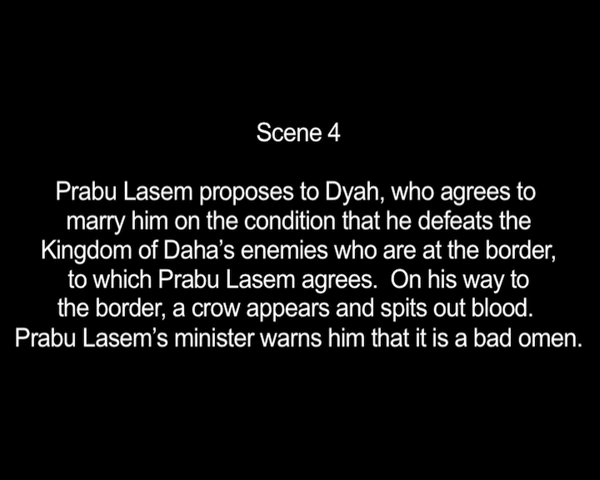 Scene 4
Prabu Lasem proposes to Dyah, who agrees to
marry him on the condition that he defeats the
Kingdom of Daha's enemies who are at the border,
to which Prabu Lasem agrees.  On his way to
the border, a crow appears and spits out blood.
Prabu Lasem's minister warns him that it is a bad omen.